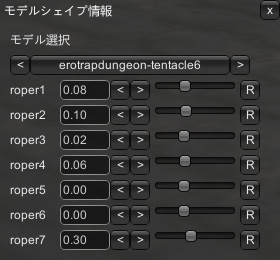 モデルシェイプ情報 x
モデル選択
< erotrapdungeon-tentacle6 >
roper1 0.08 < > R
roper2 0.10 < > R
roper3 0.02 < > R
roper4 0.06 < > R
roper5 0.00 < > R
roper6 0.00 < > R
roper7 0.30 < > R